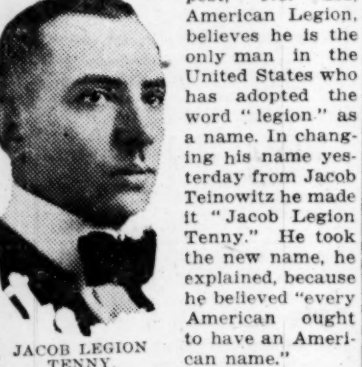 American Legion,
believes he is the
only man in the
United States who
has adopted the
word "legion" as
a name. In chang-
ing his name yes-
terday from Jacob
Teinowitz he made
it "Jacob Legion
Tenny." He took
the new name, he
explained, because
he believed "every
American ought
to have an Ameri-
can name."
JACOB LEGION
TENNY